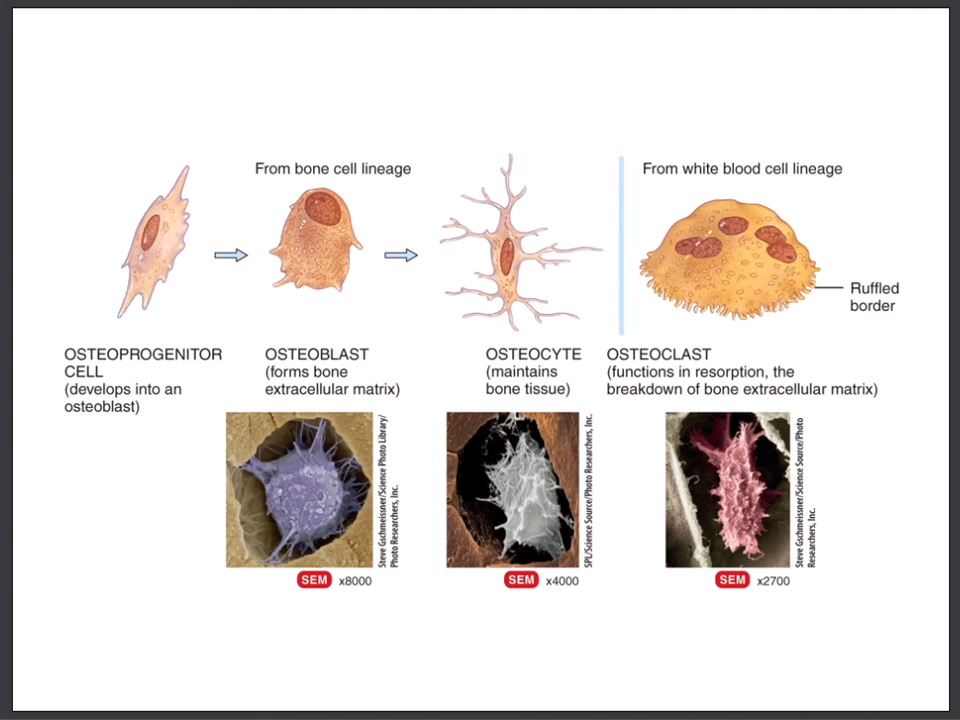 From bone cell lineage
From white blood cell lineage
Ruffled
border
OSTEOPROGENITOR
CELL
(develops into an
osteoblast)
OSTEOBLAST
(forms bone
extracellular matrix)
OSTEOCYTE
(maintains
bone tissue)
OSTEOCLAST
(functions in resorption, the
breakdown of bone extracellular matrix)
Steve Gschmeissner/Science Photo Library/
Photo Researchers, Inc.
SPL/Science Source/Photo Researchers, Inc.
Steve Gschmeissner/Science Source/Photo
Researchers, Inc.
SEM x8000
SEM x4000
SEM x2700